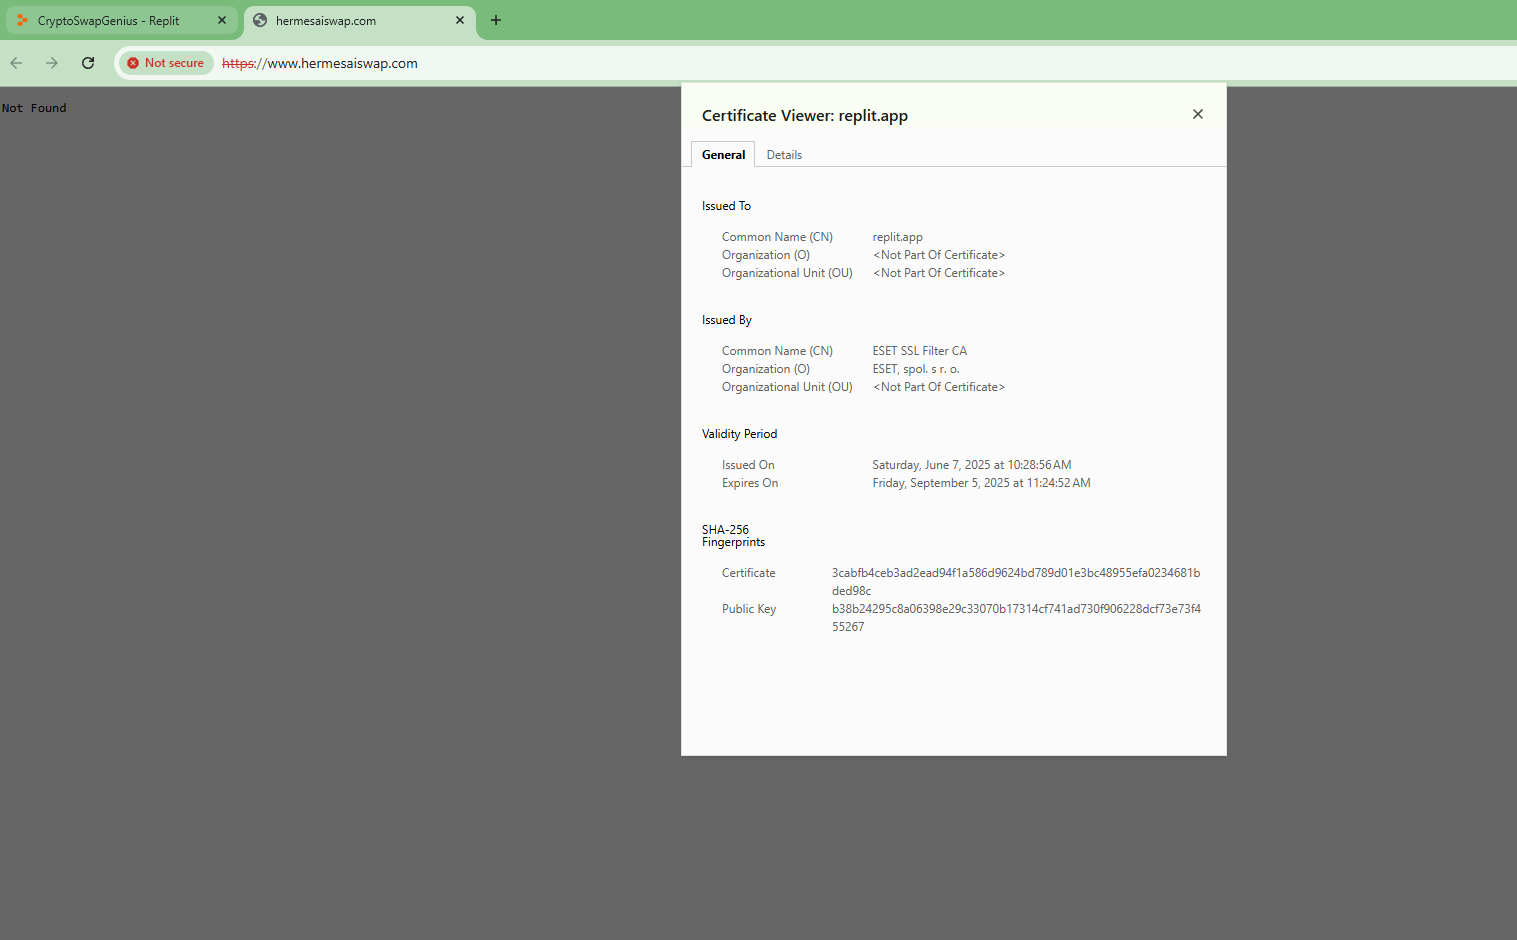 CryptoSwapGenius - Replit
hermesaiswap.com
Not secure
https://www.hermesaiswap.com
Not Found
Certificate Viewer: replit.app
General
Details
Issued To
Common Name (CN) replit.app
Organization (O) <Not Part Of Certificate>
Organizational Unit (OU) <Not Part Of Certificate>
Issued By
Common Name (CN) ESET SSL Filter CA
Organization (O) ESET, spol. s r. o.
Organizational Unit (OU) <Not Part Of Certificate>
Validity Period
Issued On Saturday, June 7, 2025 at 10:28:56 AM
Expires On Friday, September 5, 2025 at 11:24:52 AM
SHA-256
Fingerprints
Certificate 3cabfb4ceb3ad2ead94f1a586d9624bd789d01e3bc48955efa0234681b
ded98c
Public Key b38b24295c8a06398e29c33070b17314cf741ad730f906228dcf73e73f4
55267